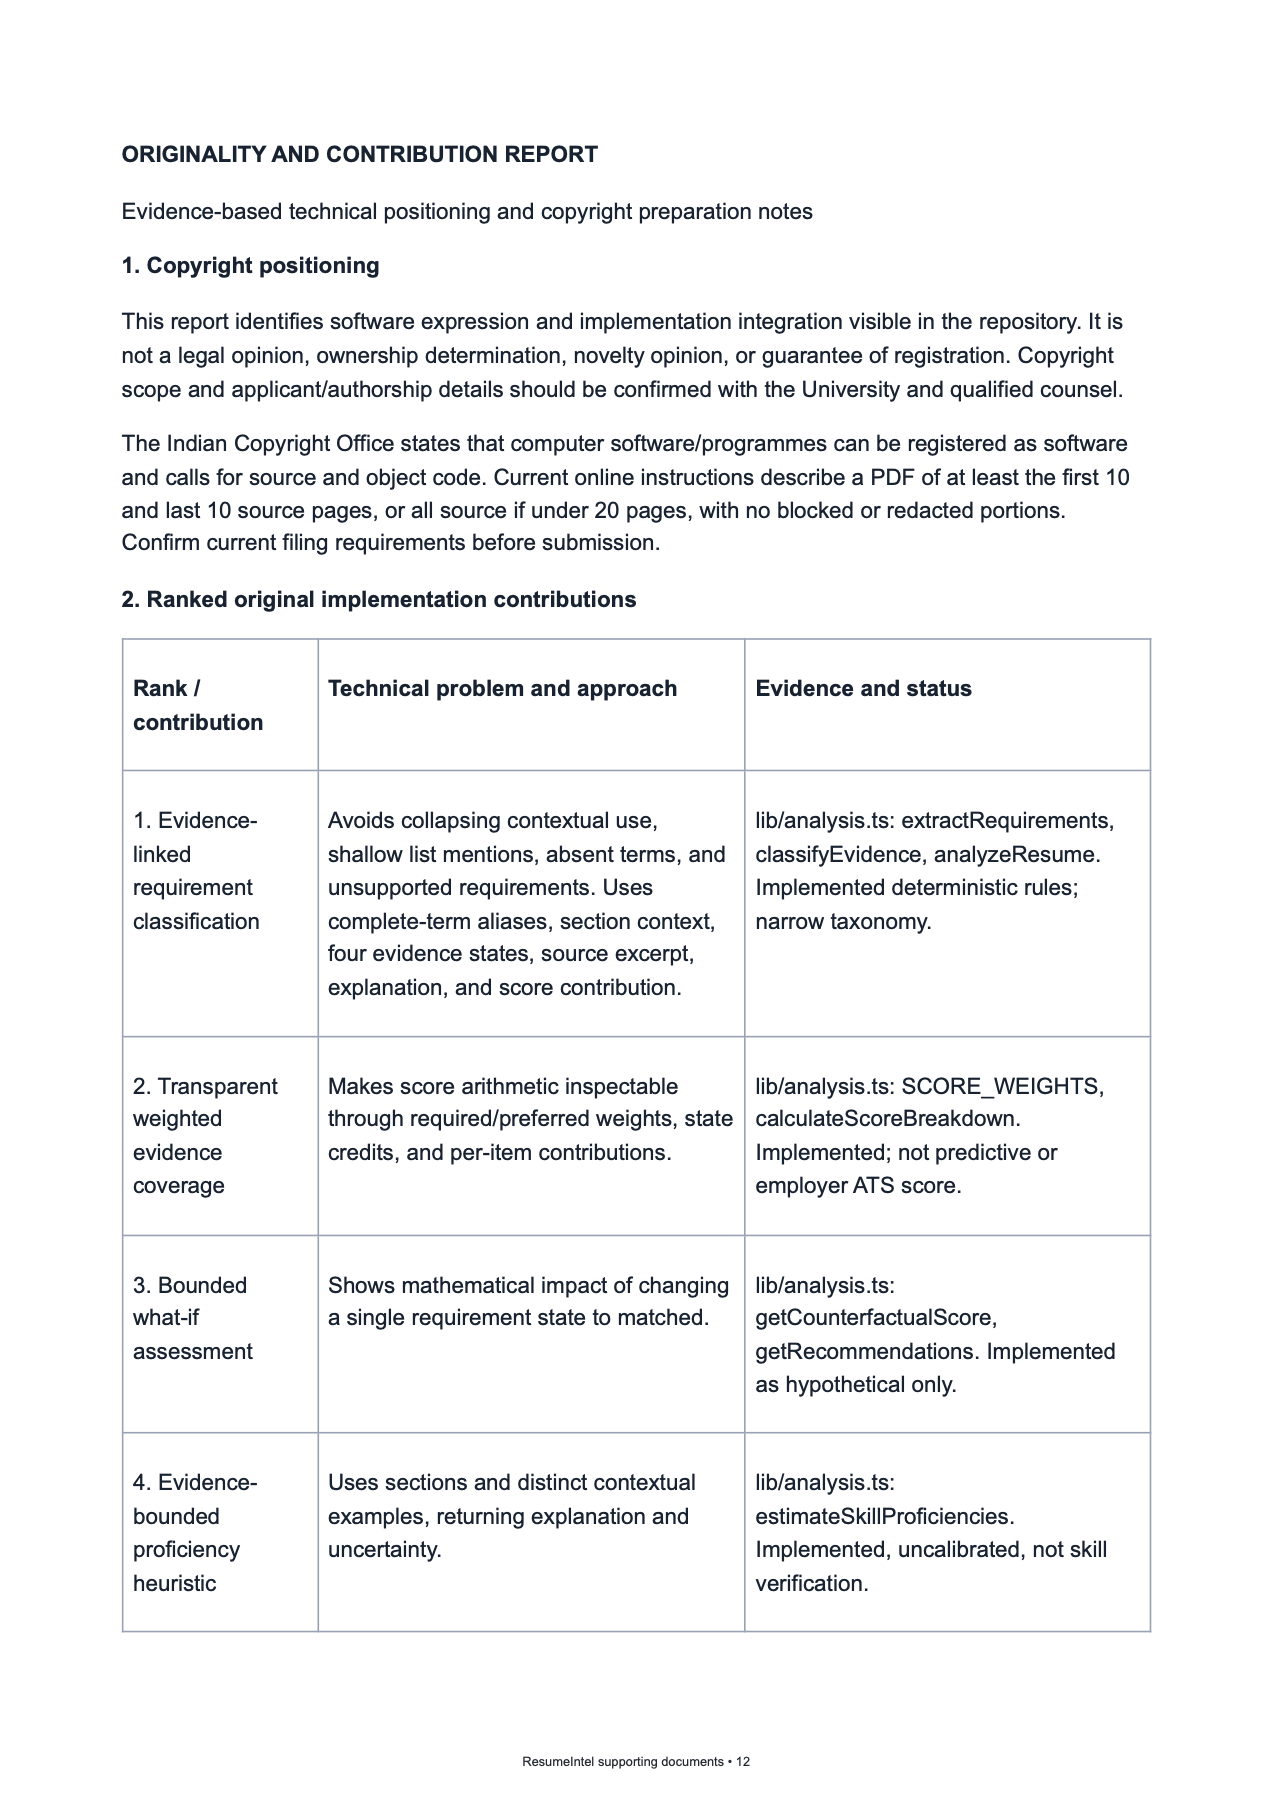 ORIGINALITY AND CONTRIBUTION REPORT
Evidence-based technical positioning and copyright preparation notes
1. Copyright positioning
This report identifies software expression and implementation integration visible in the repository. It is
not a legal opinion, ownership determination, novelty opinion, or guarantee of registration. Copyright
scope and applicant/authorship details should be confirmed with the University and qualified counsel.
The Indian Copyright Office states that computer software/programmes can be registered as software
and calls for source and object code. Current online instructions describe a PDF of at least the first 10
and last 10 source pages, or all source if under 20 pages, with no blocked or redacted portions.
Confirm current filing requirements before submission.
2. Ranked original implementation contributions
Rank /
contribution
Technical problem and approach
Evidence and status
1. Evidence-
linked
requirement
classification
Avoids collapsing contextual use,
shallow list mentions, absent terms, and
unsupported requirements. Uses
complete-term aliases, section context,
four evidence states, source excerpt,
explanation, and score contribution.
lib/analysis.ts: extractRequirements,
classifyEvidence, analyzeResume.
Implemented deterministic rules;
narrow taxonomy.
2. Transparent
weighted
evidence
coverage
Makes score arithmetic inspectable
through required/preferred weights, state
credits, and per-item contributions.
lib/analysis.ts: SCORE_WEIGHTS,
calculateScoreBreakdown.
Implemented; not predictive or
employer ATS score.
3. Bounded
what-if
assessment
Shows mathematical impact of changing
a single requirement state to matched.
lib/analysis.ts:
getCounterfactualScore,
getRecommendations. Implemented
as hypothetical only.
4. Evidence-
bounded
proficiency
heuristic
Uses sections and distinct contextual
examples, returning explanation and
uncertainty.
lib/analysis.ts:
estimateSkillProficiencies.
Implemented, uncalibrated, not skill
verification.
ResumeIntel supporting documents • 12